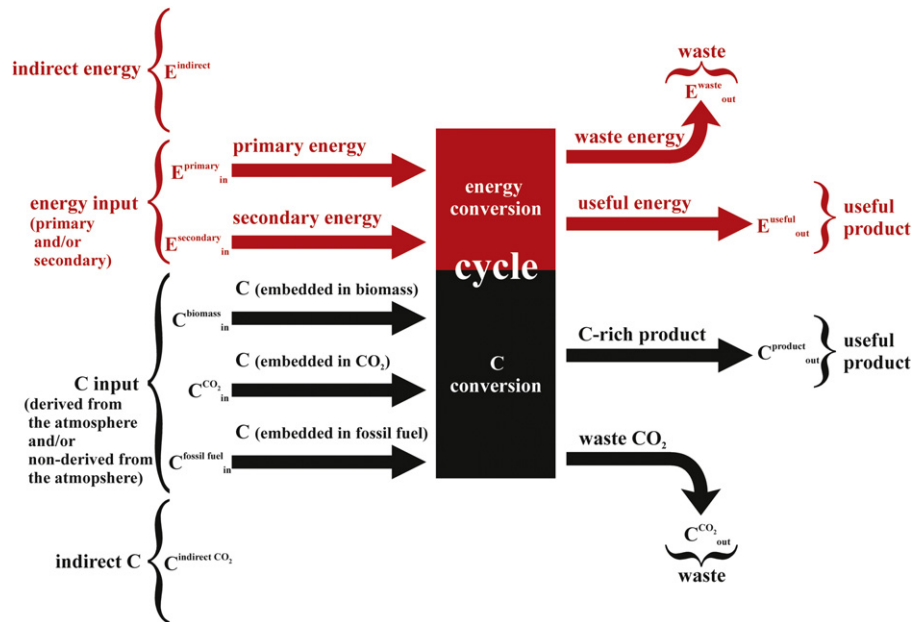 indirect energy
E^indirect
energy input
(primary
and/or
secondary)
E^primary_in
primary energy
E^secondary_in
secondary energy
C input
(derived from
the atmosphere
and/or
non-derived from
the atmopshere)
C (embedded in biomass)
C^biomass_in
C (embedded in CO₂)
C^CO₂_in
C (embedded in fossil fuel)
C^fossil fuel_in
indirect C
C^indirect CO₂
energy
conversion
cycle
C
conversion
waste
E^waste_out
waste energy
useful energy
E^useful_out
useful
product
C-rich product
C^product_out
useful
product
waste CO₂
C^CO₂_out
waste